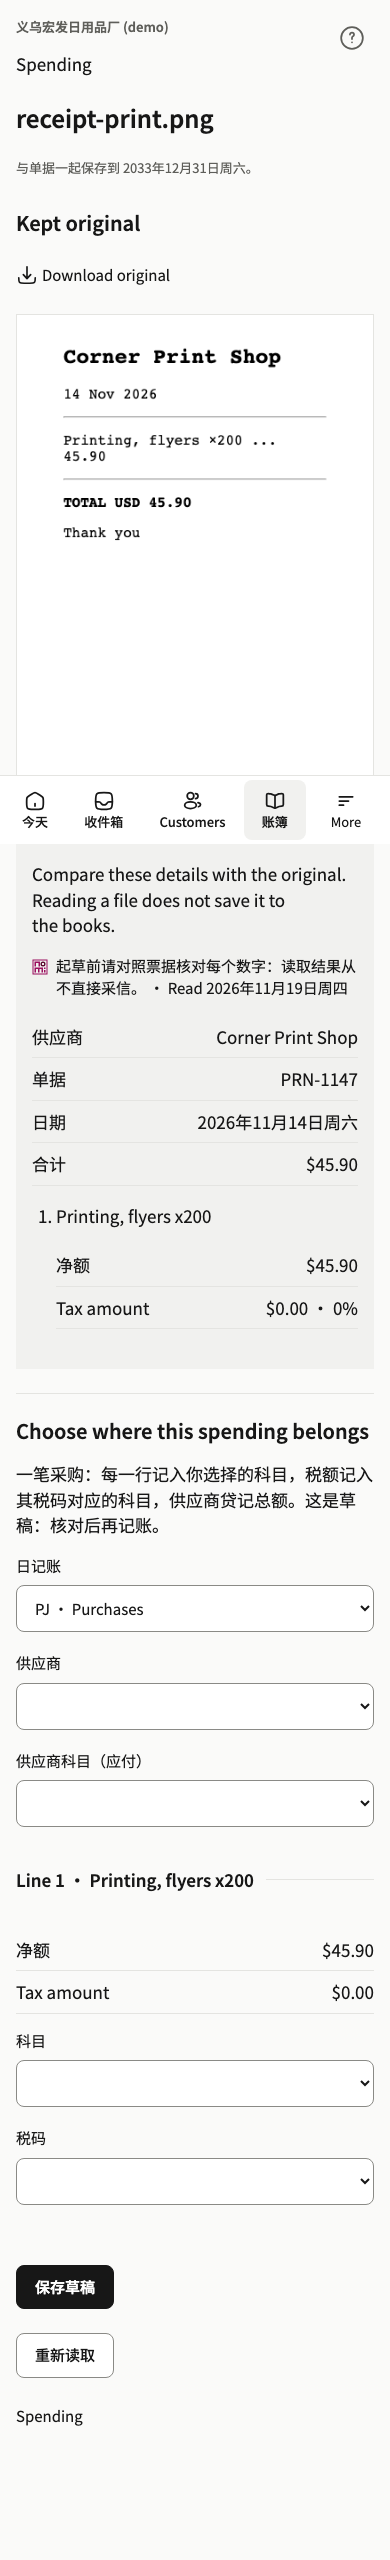 义乌宏发日用品厂 (demo)
Spending
receipt-print.png
与单据一起保存到 2033年12月31日周六。
Kept original
Download original
Corner Print Shop
14 Nov 2026
Printing, flyers ×200 ...
45.90
TOTAL USD 45.90
Thank you
今天
收件箱
Customers
账簿
More
Compare these details with the original.
Reading a file does not save it to
the books.
起草前请对照票据核对每个数字：读取结果从
不直接采信。 · Read 2026年11月19日周四
供应商 Corner Print Shop
单据 PRN-1147
日期 2026年11月14日周六
合计 $45.90
1. Printing, flyers x200
净额 $45.90
Tax amount $0.00 · 0%
Choose where this spending belongs
一笔采购：每一行记入你选择的科目，税额记入
其税码对应的科目，供应商贷记总额。这是草
稿：核对后再记账。
日记账
PJ · Purchases
供应商
供应商科目（应付）
Line 1 · Printing, flyers x200
净额 $45.90
Tax amount $0.00
科目
税码
保存草稿
重新读取
Spending